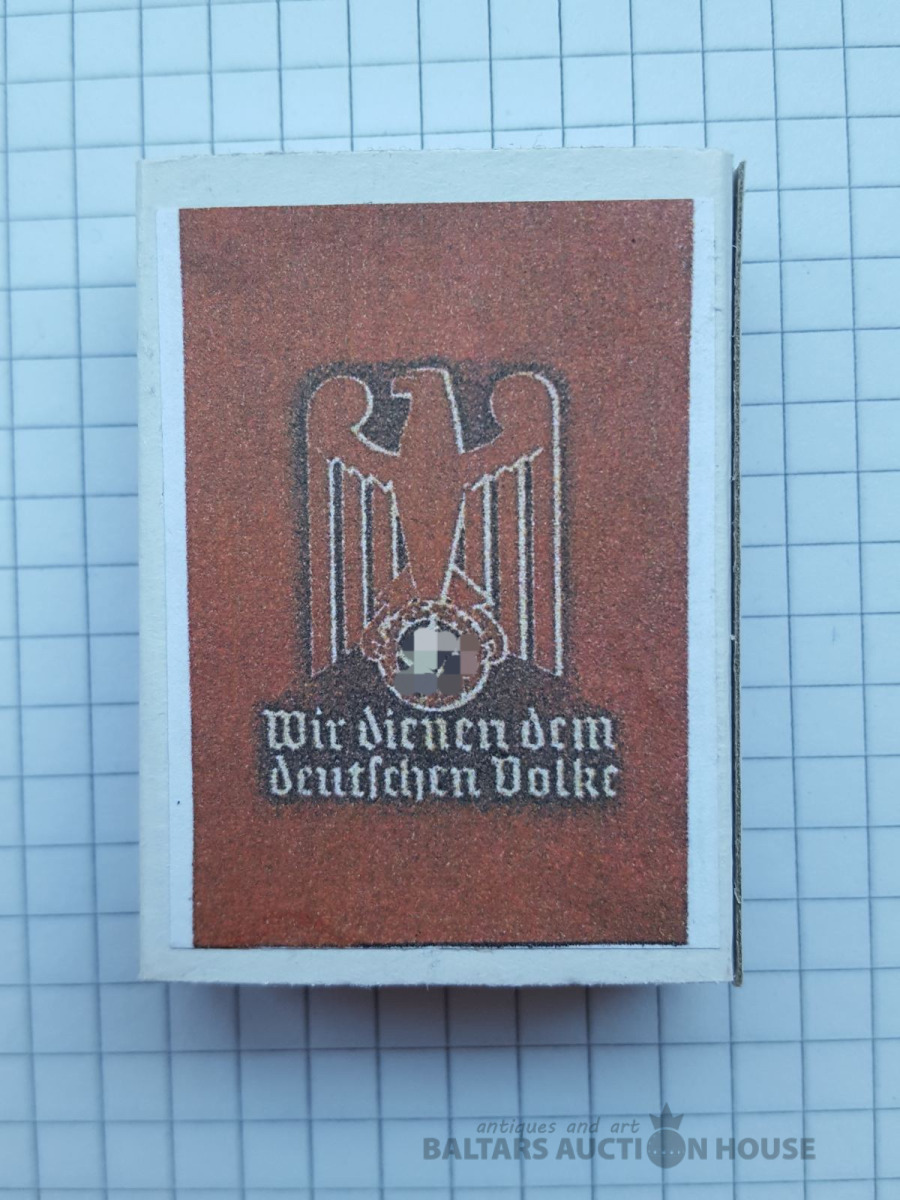 Wir dienen dem
deutschen Volke
antiques and art
BALTARS AUCTION HOUSE